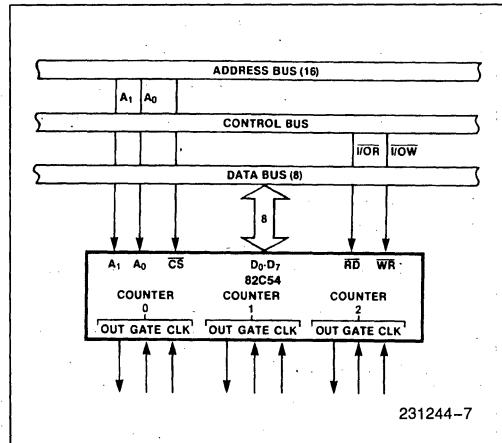 ADDRESS BUS (16)
A₁ A₀
CONTROL BUS
I/OR I/OW
DATA BUS (8)
8
A₁ A₀ CS D₀-D₇ RD WR
82C54
COUNTER COUNTER COUNTER
0 1 2
OUT GATE CLK OUT GATE CLK OUT GATE CLK
231244-7